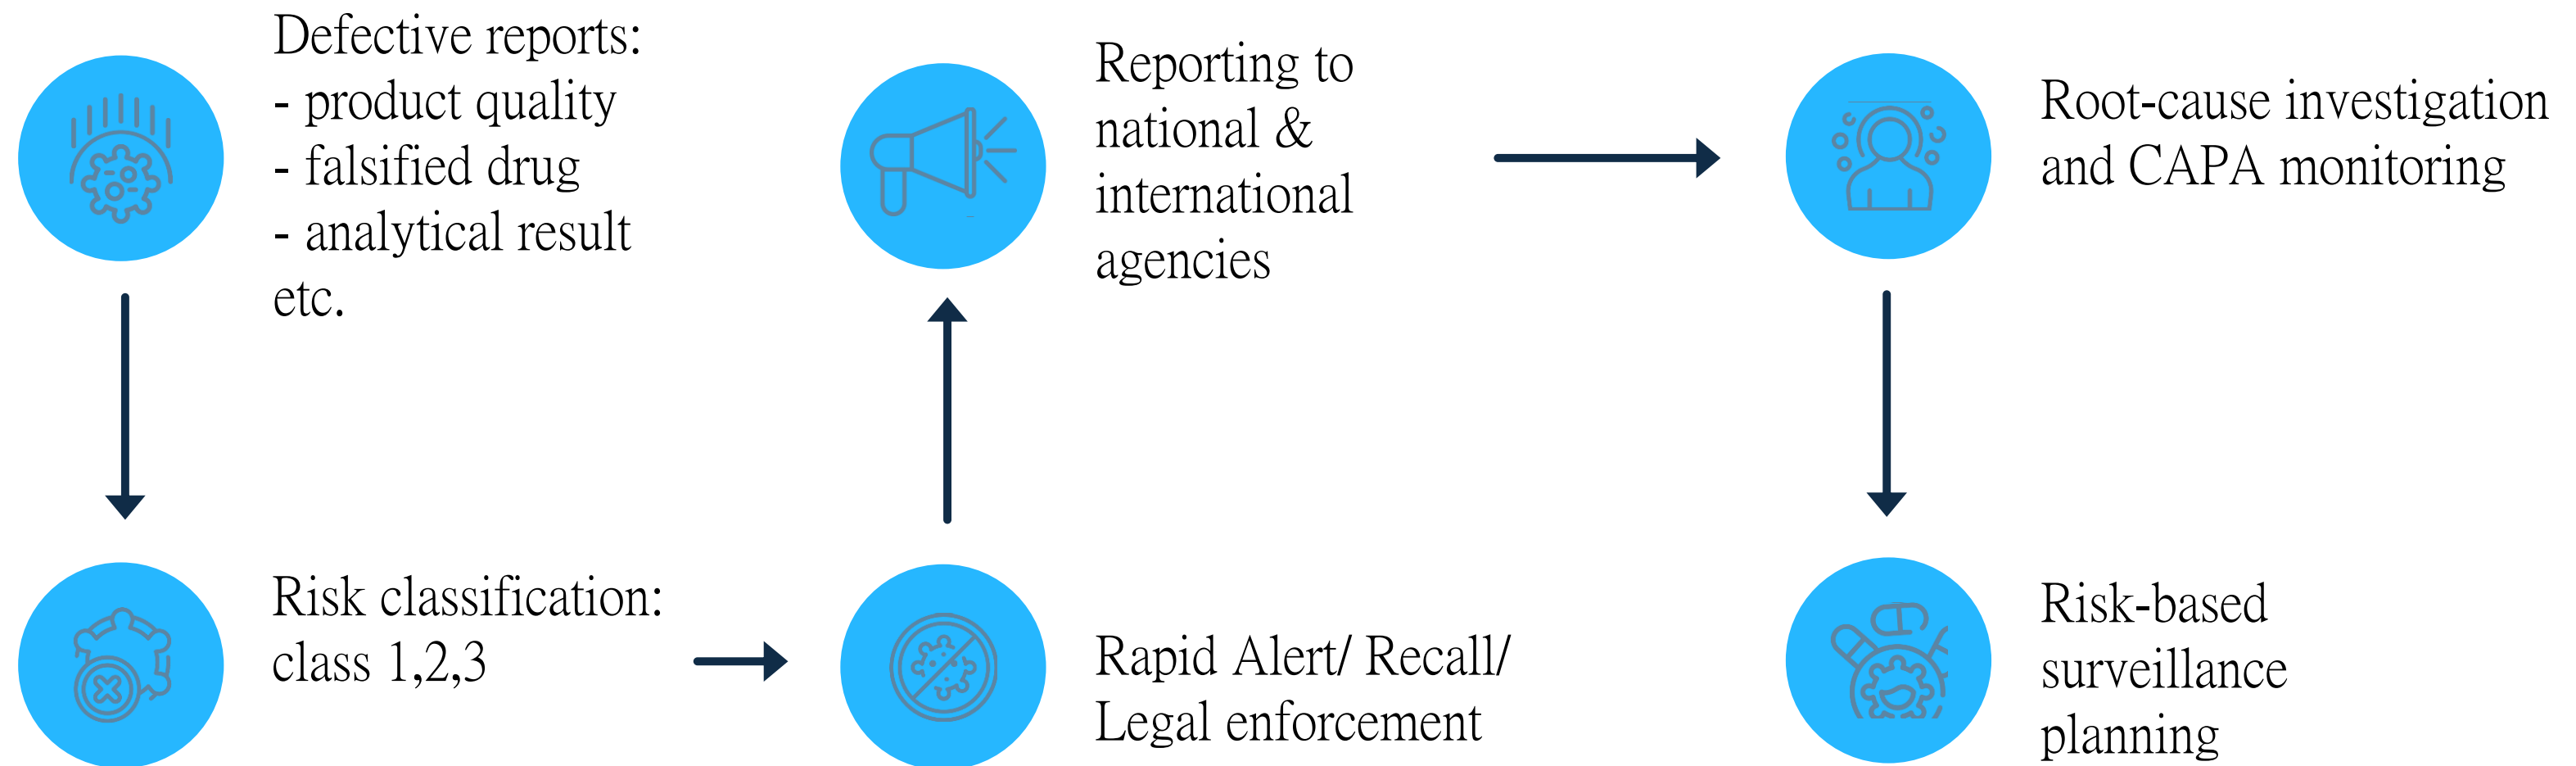 Defective reports:
- product quality
- falsified drug
- analytical result
etc.
Risk classification:
class 1,2,3
Rapid Alert/ Recall/
Legal enforcement
Reporting to
national &
international
agencies
Root-cause investigation
and CAPA monitoring
Risk-based
surveillance
planning